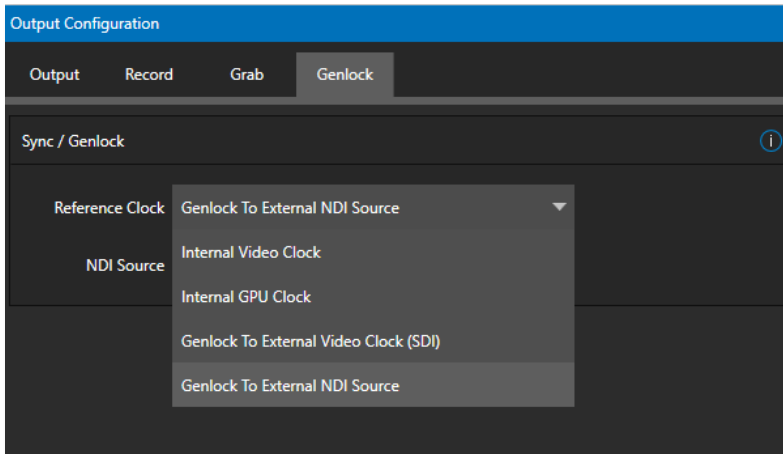 Output Configuration
Output Record Grab Genlock
Sync / Genlock
Reference Clock Genlock To External NDI Source
NDI Source
Internal Video Clock
Internal GPU Clock
Genlock To External Video Clock (SDI)
Genlock To External NDI Source